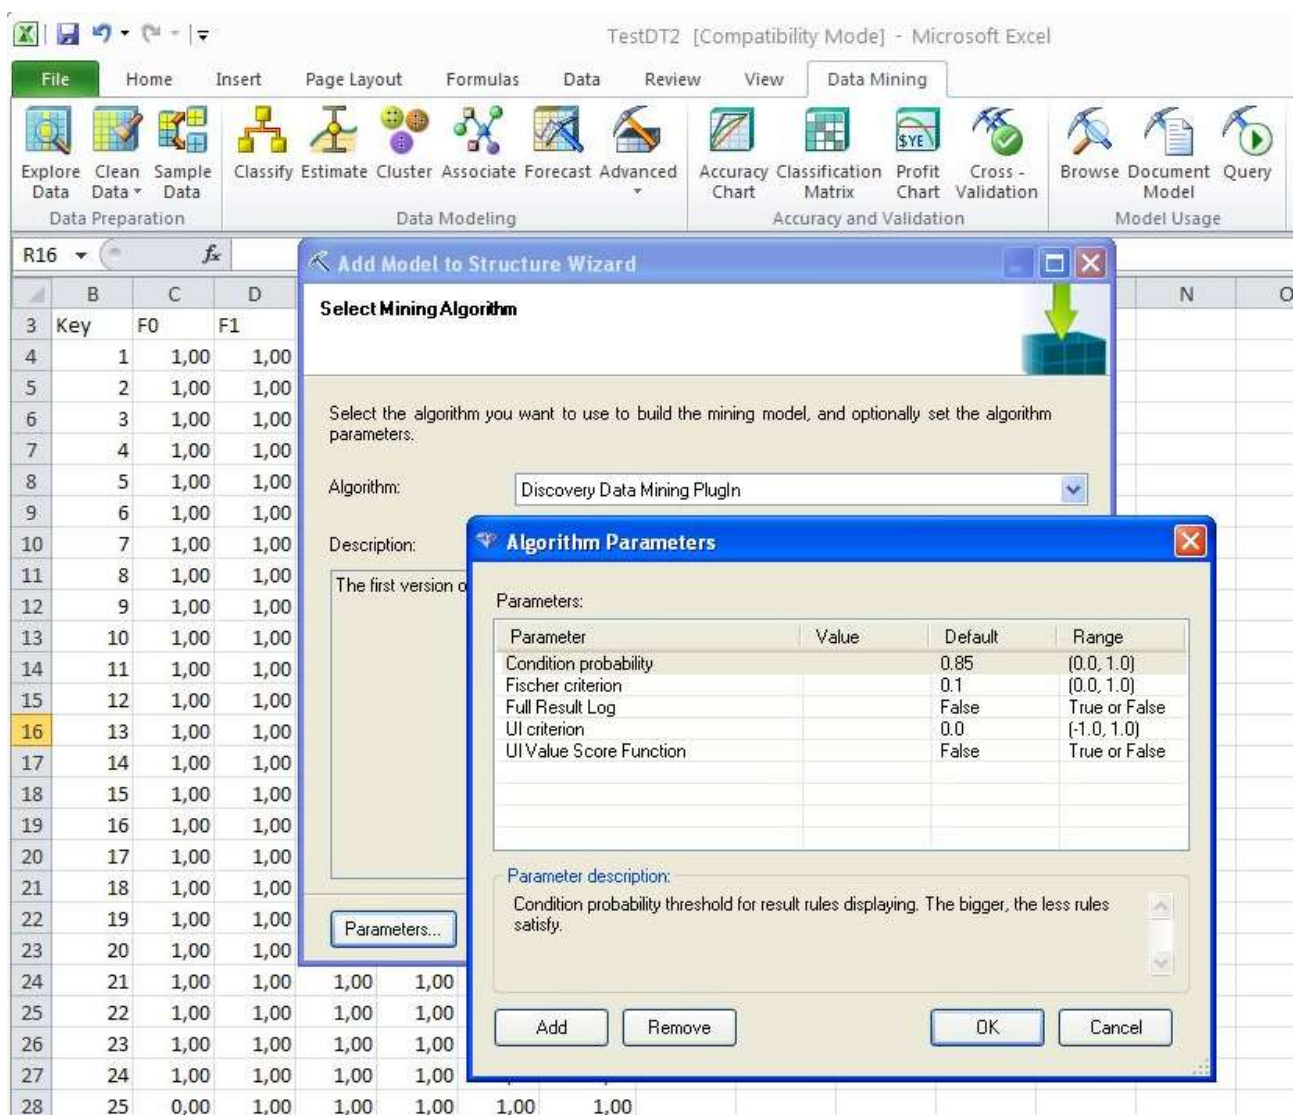 TestDT2 [Compatibility Mode] - Microsoft Excel
File Home Insert Page Layout Formulas Data Review View Data Mining
Explore Data Clean Data Sample Data Classify Estimate Cluster Associate Forecast Advanced Accuracy Chart Classification Matrix Profit Chart Cross - Validation Browse Document Model Query
Data Preparation Data Modeling Accuracy and Validation Model Usage
R16 fx
B C D N O
3 Key F0 F1
4 1 1,00 1,00
5 2 1,00 1,00
6 3 1,00 1,00
7 4 1,00 1,00
8 5 1,00 1,00
9 6 1,00 1,00
10 7 1,00 1,00
11 8 1,00 1,00
12 9 1,00 1,00
13 10 1,00 1,00
14 11 1,00 1,00
15 12 1,00 1,00
16 13 1,00 1,00
17 14 1,00 1,00
18 15 1,00 1,00
19 16 1,00 1,00
20 17 1,00 1,00
21 18 1,00 1,00
22 19 1,00 1,00
23 20 1,00 1,00
24 21 1,00 1,00 1,00 1,00
25 22 1,00 1,00 1,00 1,00
26 23 1,00 1,00 1,00 1,00
27 24 1,00 1,00 1,00 1,00
28 25 0,00 1,00 1,00 1,00 1,00 1,00
Add Model to Structure Wizard
Select Mining Algorithm
Select the algorithm you want to use to build the mining model, and optionally set the algorithm
parameters.
Algorithm: Discovery Data Mining PlugIn
Description:
The first version o
Parameters...
Algorithm Parameters
Parameters:
Parameter Value Default Range
Condition probability 0.85 (0.0, 1.0)
Fischer criterion 0.1 (0.0, 1.0)
Full Result Log False True or False
UI criterion 0.0 (-1.0, 1.0)
UI Value Score Function False True or False
Parameter description:
Condition probability threshold for result rules displaying. The bigger, the less rules
satisfy.
Add Remove OK Cancel